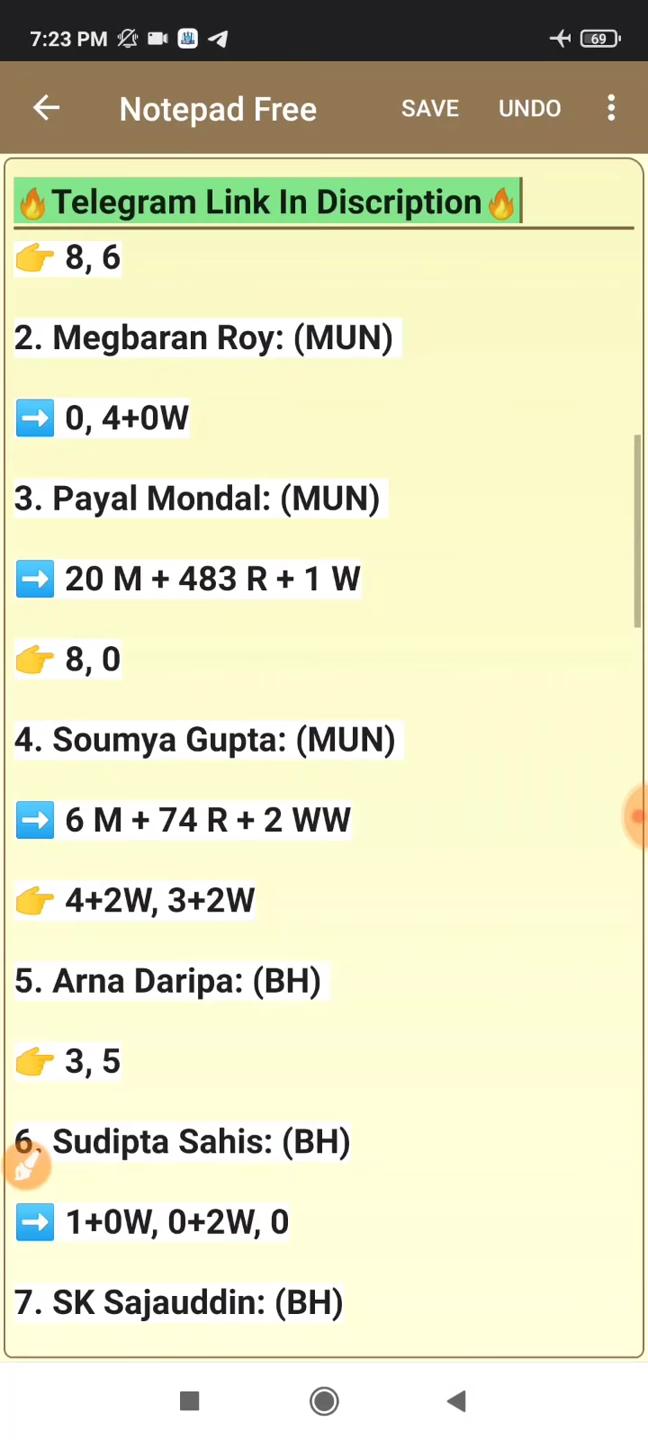 7:23 PM
69
Notepad Free
SAVE
UNDO
🔥Telegram Link In Discription🔥
👉 8, 6
2. Megbaran Roy: (MUN)
➡️ 0, 4+0W
3. Payal Mondal: (MUN)
➡️ 20 M + 483 R + 1 W
👉 8, 0
4. Soumya Gupta: (MUN)
➡️ 6 M + 74 R + 2 WW
👉 4+2W, 3+2W
5. Arna Daripa: (BH)
👉 3, 5
6. Sudipta Sahis: (BH)
➡️ 1+0W, 0+2W, 0
7. SK Sajauddin: (BH)